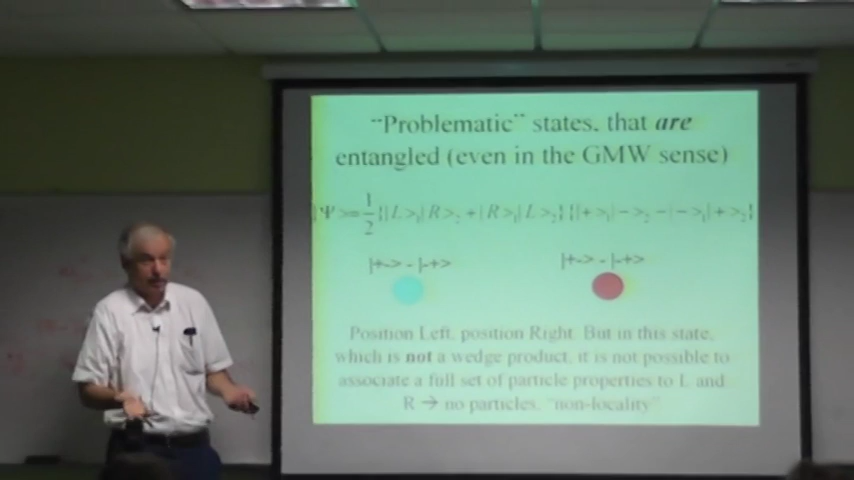 "Problematic" states, that are
entangled (even in the GMW sense)
|Ψ>=1/2{|L>₁|R>₂+|R>₁|L>₂}{|+>₁|->₂-|->₁|+>₂}
|+-> - |-+> |+-> - |-+>
Position Left, position Right. But in this state,
which is not a wedge product, it is not possible to
associate a full set of particle properties to L and
R → no particles, "non-locality"